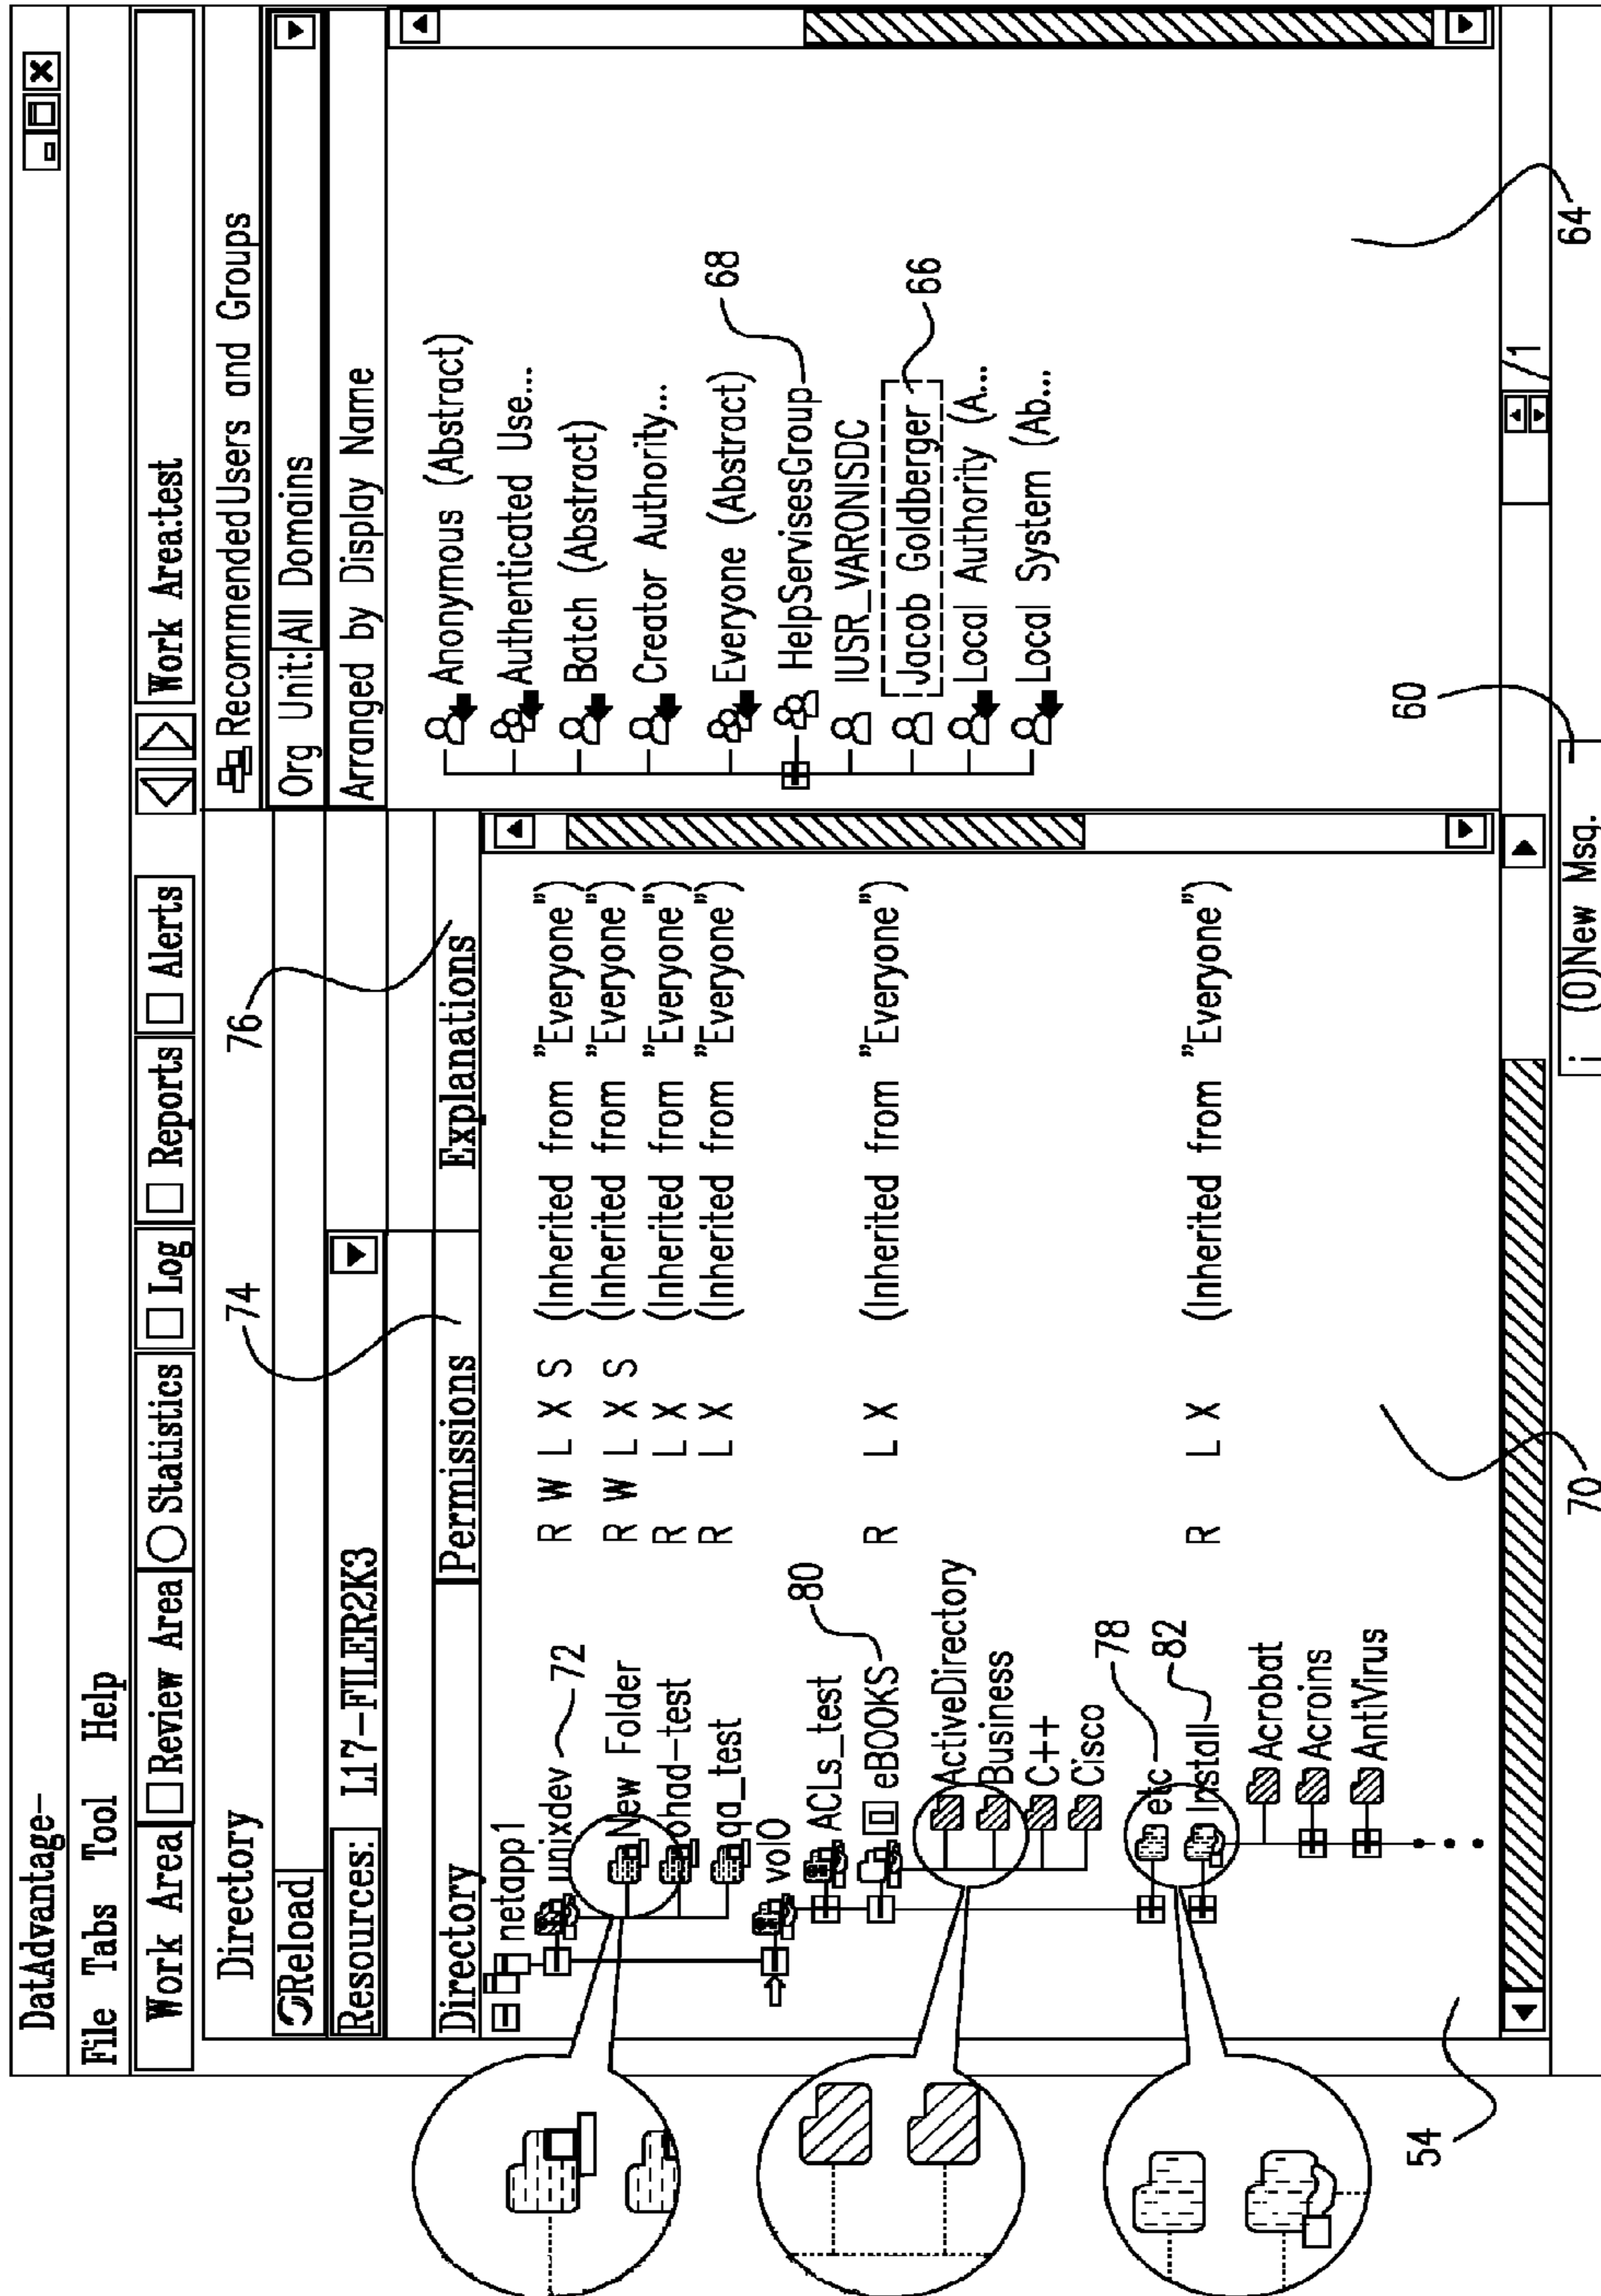 DatAdvantage-
File Tabs Tool Help
Work Area Review Area Statistics Log Reports Alerts Work Area:test
Directory
Recommended Users and Groups
Reload
Org Unit: All Domains
Resources: L17-FILER2K3
Arranged by Display Name
Directory Permissions Explanations
74
76
netapp1
unixdev 72 R W L X S (Inherited from "Everyone")
New Folder R W L X S (Inherited from "Everyone")
ohad-test R L X (Inherited from "Everyone")
qq_test R L X (Inherited from "Everyone")
vol0
ACLs_test
eBOOKS 80 R L X (Inherited from "Everyone")
ActiveDirectory
Business
C++
Cisco
etc 78
Install 82 R L X (Inherited from "Everyone")
Acrobat
Acroins
AntiVirus
Anonymous (Abstract)
Authenticated Use...
Batch (Abstract)
Creator Authority...
Everyone (Abstract)
HelpServisesGroup 68
IUSR_VARONISDC
Jacob Goldberger 66
Local Authority (A...
Local System (Ab...
/1
54
70
i (0)New Msq. 60
64